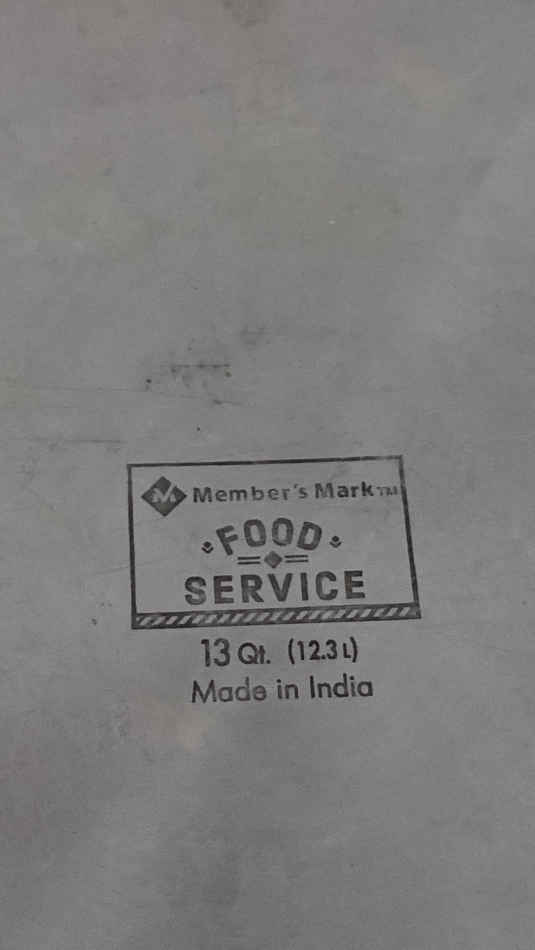 M Member's Mark™
FOOD
SERVICE
13 Qt. (12.3 L)
Made in India